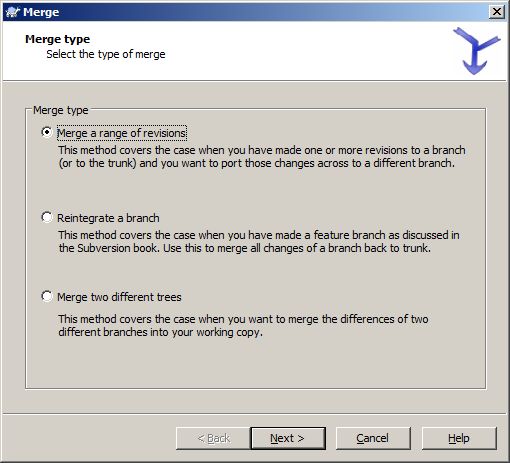 Merge
Merge type
Select the type of merge
Merge type
Merge a range of revisions
This method covers the case when you have made one or more revisions to a branch
(or to the trunk) and you want to port those changes across to a different branch.
Reintegrate a branch
This method covers the case when you have made a feature branch as discussed in
the Subversion book. Use this to merge all changes of a branch back to trunk.
Merge two different trees
This method covers the case when you want to merge the differences of two
different branches into your working copy.
< Back Next > Cancel Help